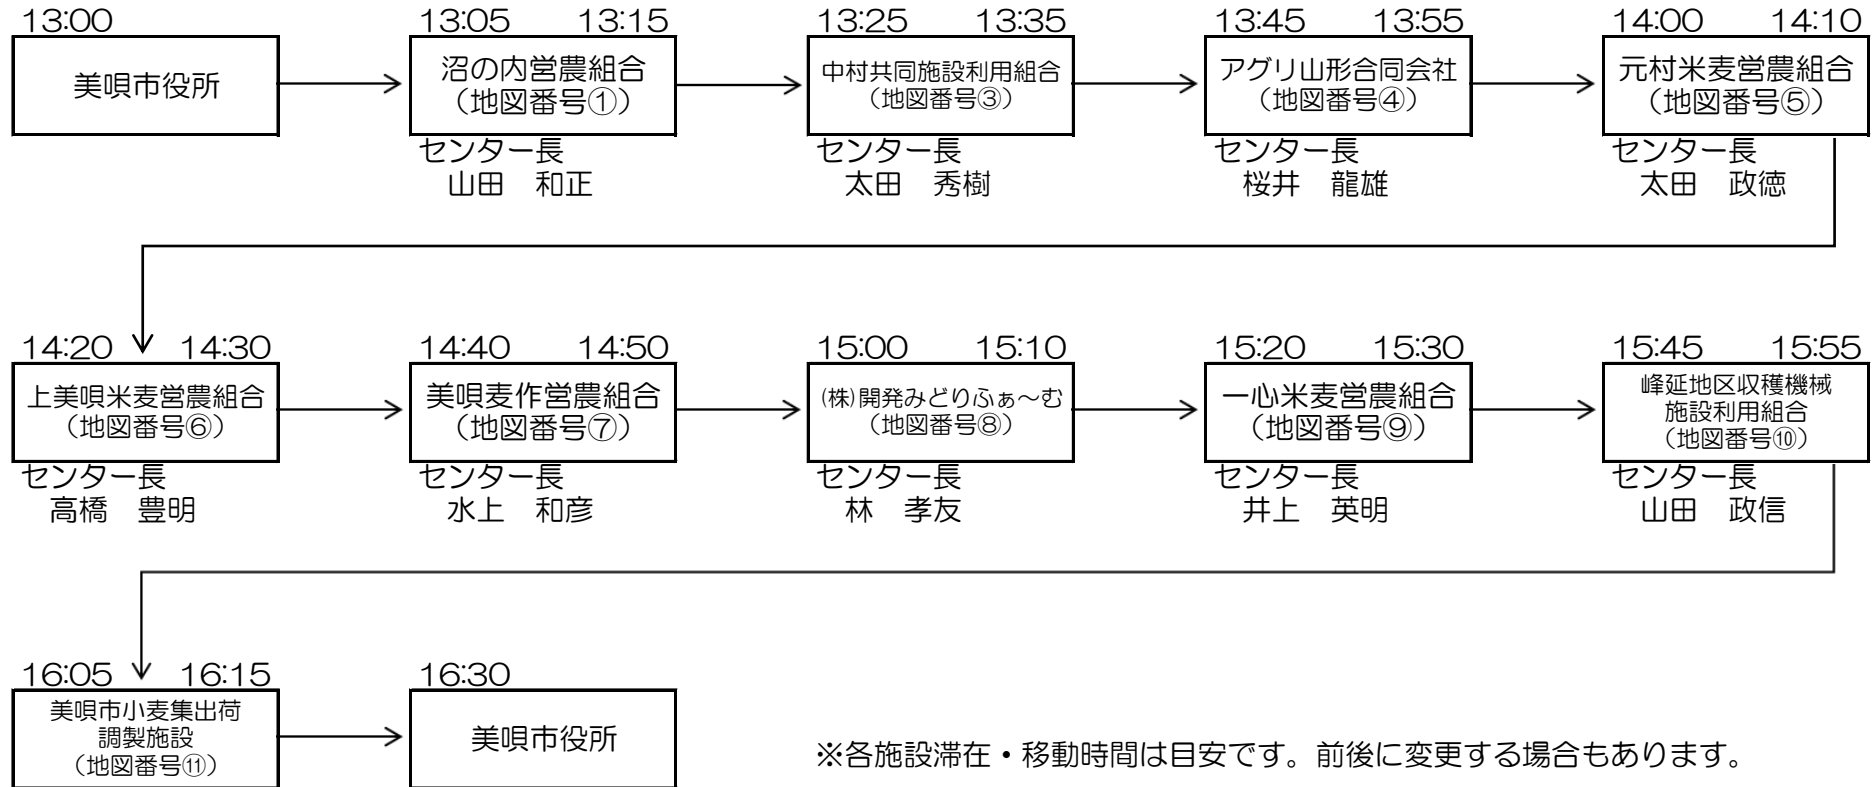 13:00
美唄市役所
13:05 13:15
沼の内営農組合
（地図番号①）
センター長
山田 和正
13:25 13:35
中村共同施設利用組合
（地図番号③）
センター長
太田 秀樹
13:45 13:55
アグリ山形合同会社
（地図番号④）
センター長
桜井 龍雄
14:00 14:10
元村米麦営農組合
（地図番号⑤）
センター長
太田 政徳
14:20 14:30
上美唄米麦営農組合
（地図番号⑥）
センター長
高橋 豊明
14:40 14:50
美唄麦作営農組合
（地図番号⑦）
センター長
水上 和彦
15:00 15:10
(株)開発みどりふぁ～む
（地図番号⑧）
センター長
林 孝友
15:20 15:30
一心米麦営農組合
（地図番号⑨）
センター長
井上 英明
15:45 15:55
峰延地区収穫機械
施設利用組合
（地図番号⑩）
センター長
山田 政信
16:05 16:15
美唄市小麦集出荷
調製施設
（地図番号⑪）
16:30
美唄市役所
※各施設滞在・移動時間は目安です。前後に変更する場合もあります。